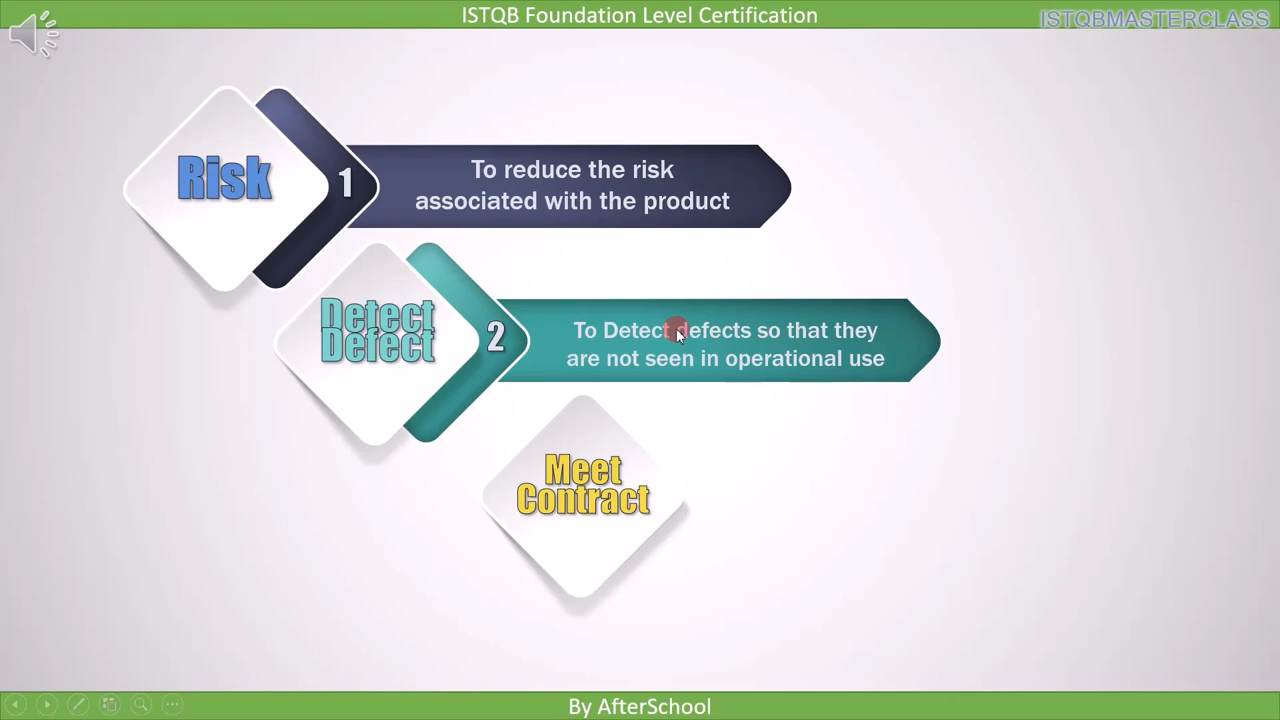 ISTQB Foundation Level Certification
ISTQBMASTERCLASS
Risk
1
To reduce the risk
associated with the product
Detect
Defect
2
To Detect defects so that they
are not seen in operational use
Meet
Contract
By AfterSchool